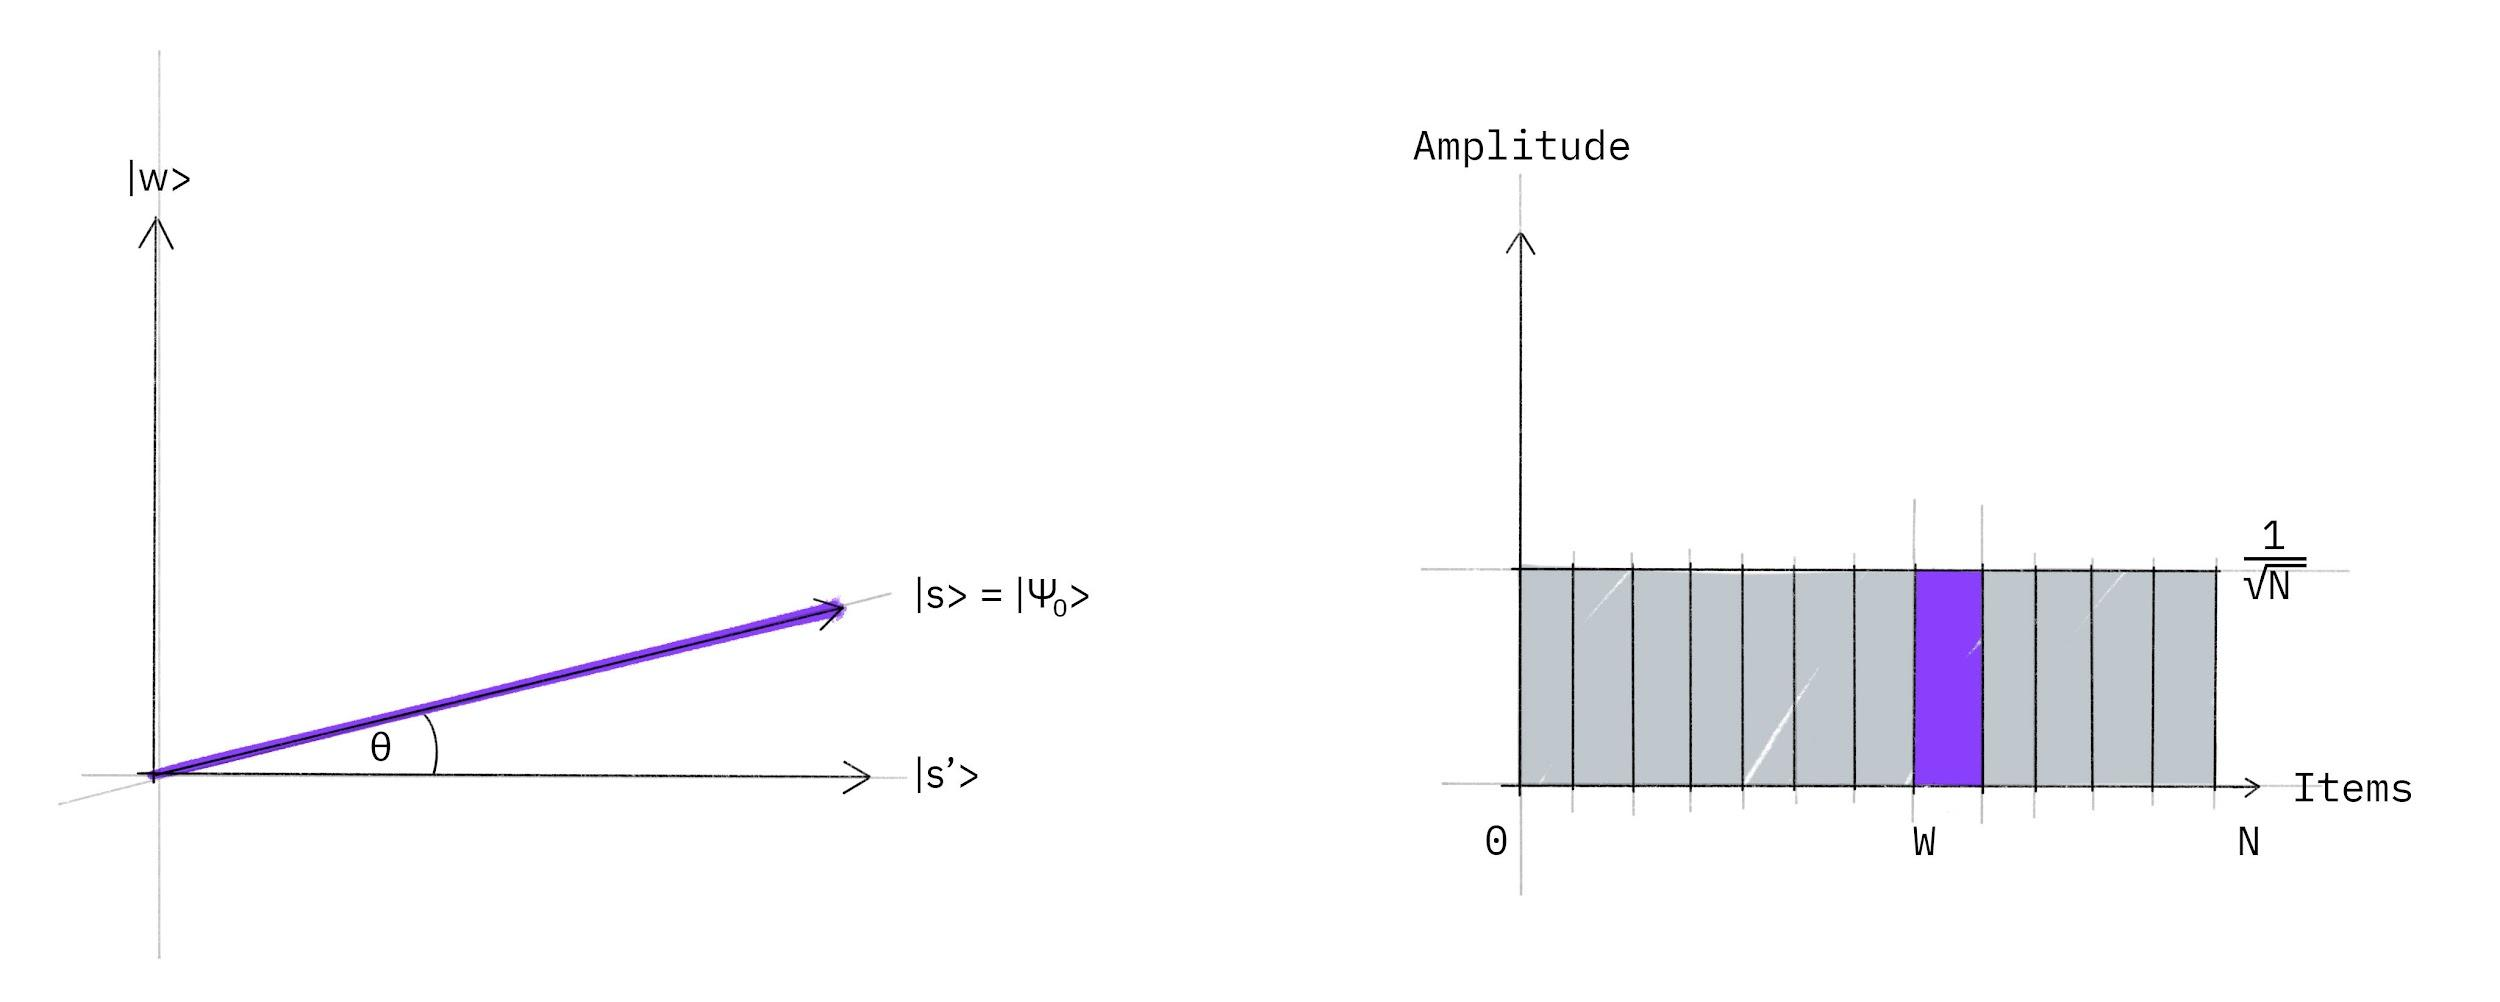 |w>
|s> = |Ψ₀>
θ
|s’>
Amplitude
1
√N
Items
0
W
N